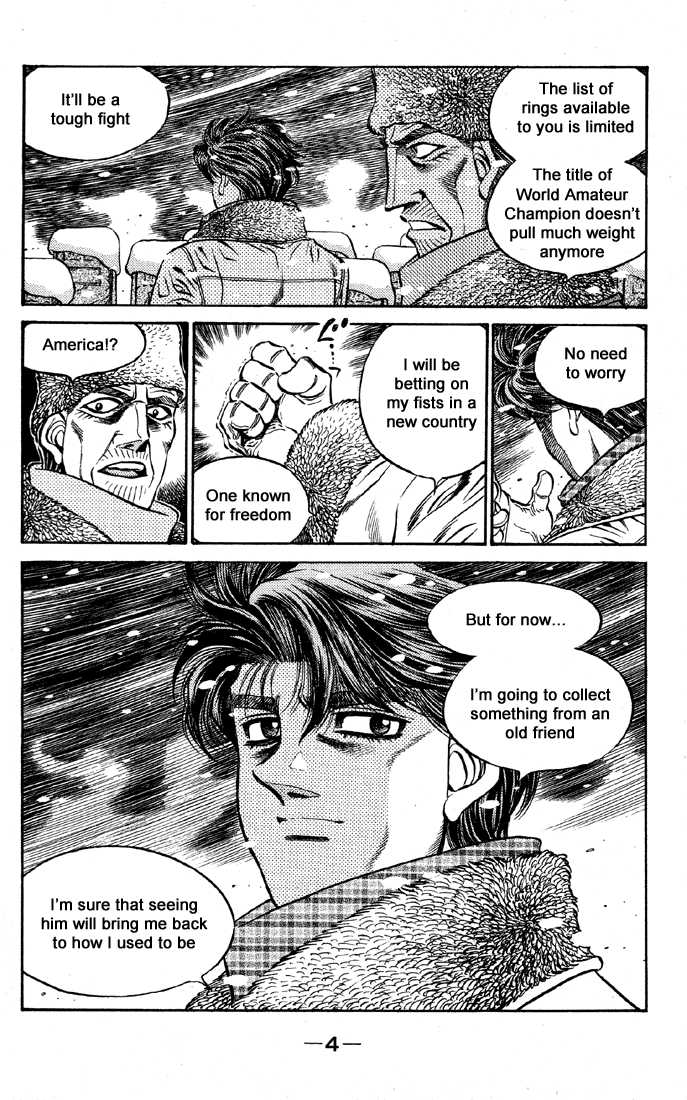 The list of
rings available
to you is limited
The title of
World Amateur
Champion doesn't
pull much weight
anymore
It'll be a
tough fight
No need
to worry
I will be
betting on
my fists in a
new country
One known
for freedom
America!?
But for now...
I'm going to collect
something from an
old friend
I'm sure that seeing
him will bring me back
to how I used to be
—4—